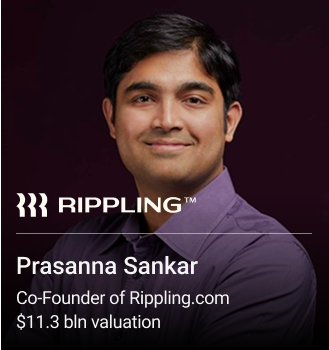 RIPPLING™
Prasanna Sankar
Co-Founder of Rippling.com
$11.3 bln valuation